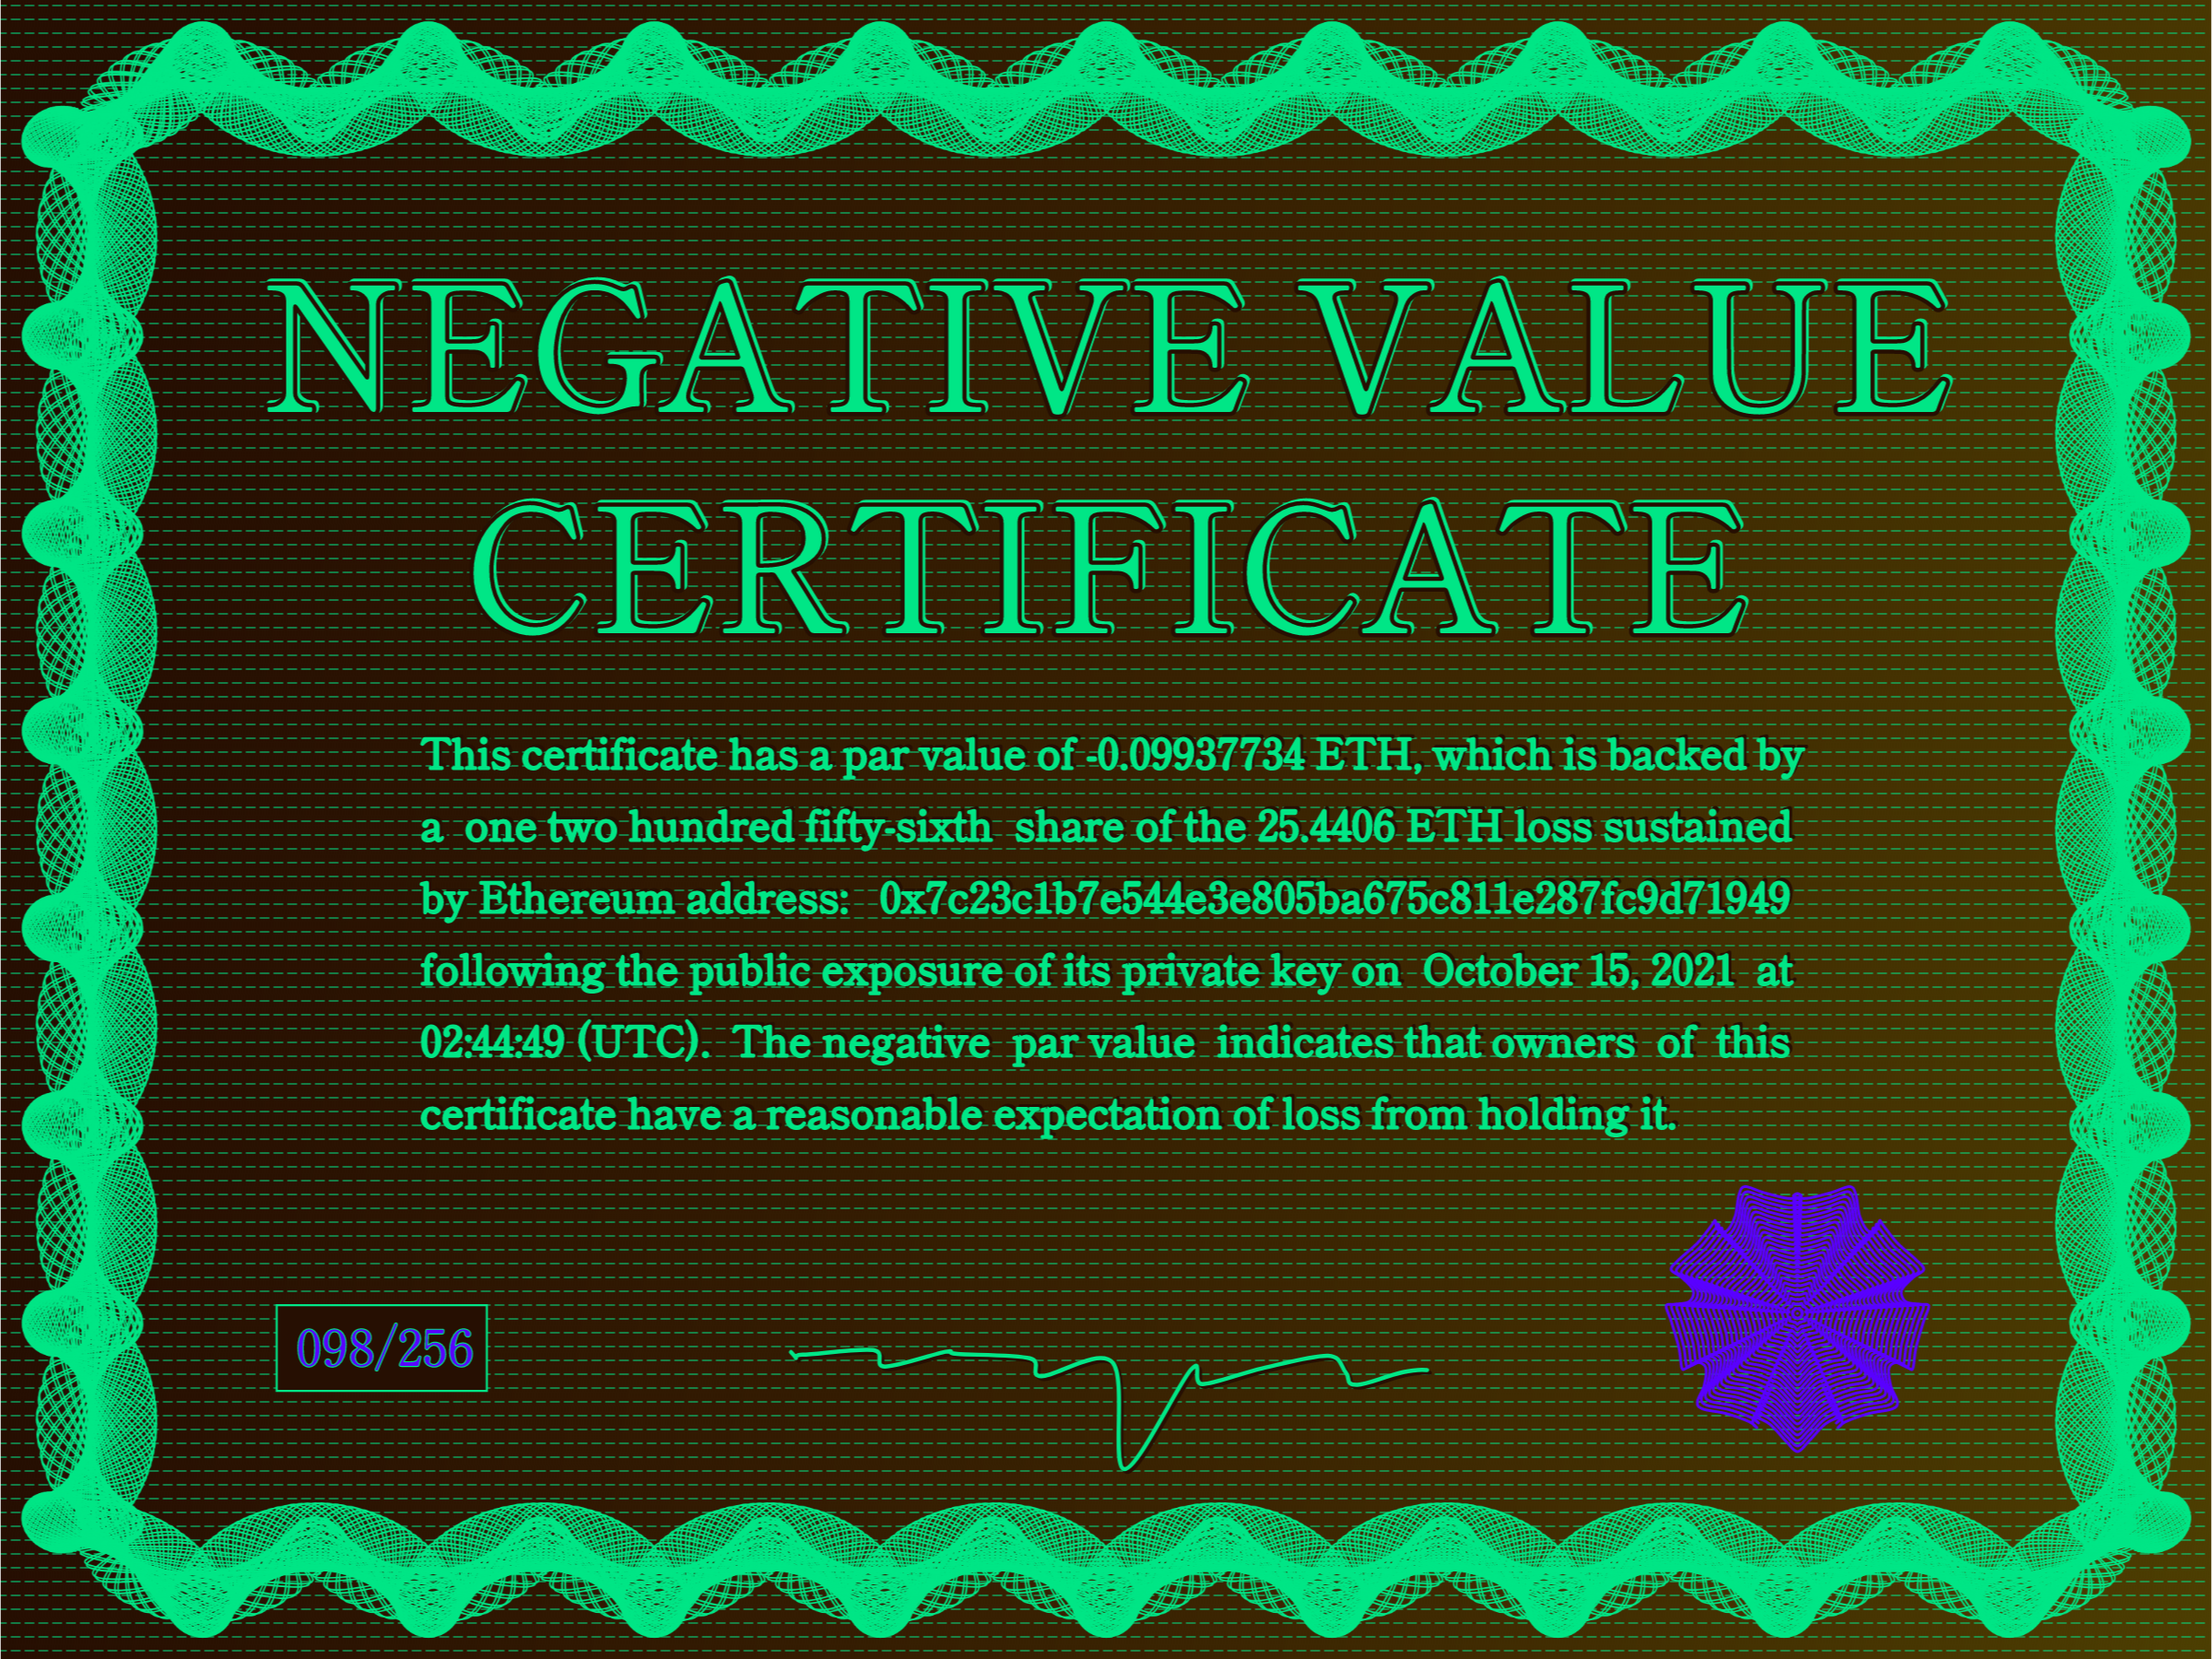 NEGATIVE VALUE
CERTIFICATE
This certificate has a par value of -0.09937734 ETH, which is backed by
a one two hundred fifty-sixth share of the 25.4406 ETH loss sustained
by Ethereum address: 0x7c23c1b7e544e3e805ba675c811e287fc9d71949
following the public exposure of its private key on October 15, 2021 at
02:44:49 (UTC). The negative par value indicates that owners of this
certificate have a reasonable expectation of loss from holding it.
098/256